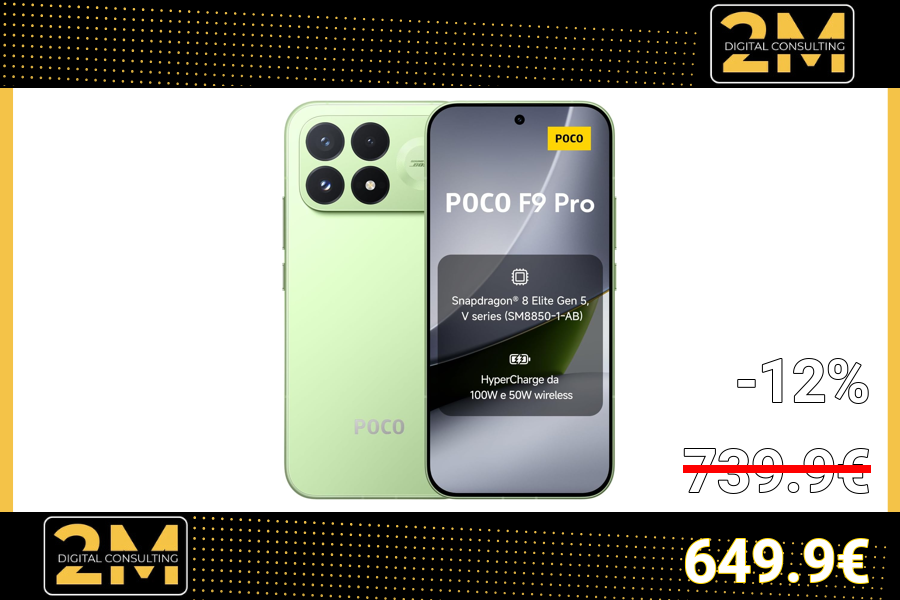 2M
DIGITAL CONSULTING
POCO
POCO F9 Pro
Snapdragon® 8 Elite Gen 5,
V series (SM8850-1-AB)
HyperCharge da
100W e 50W wireless
POCO
-12%
739.9€
2M
DIGITAL CONSULTING
649.9€